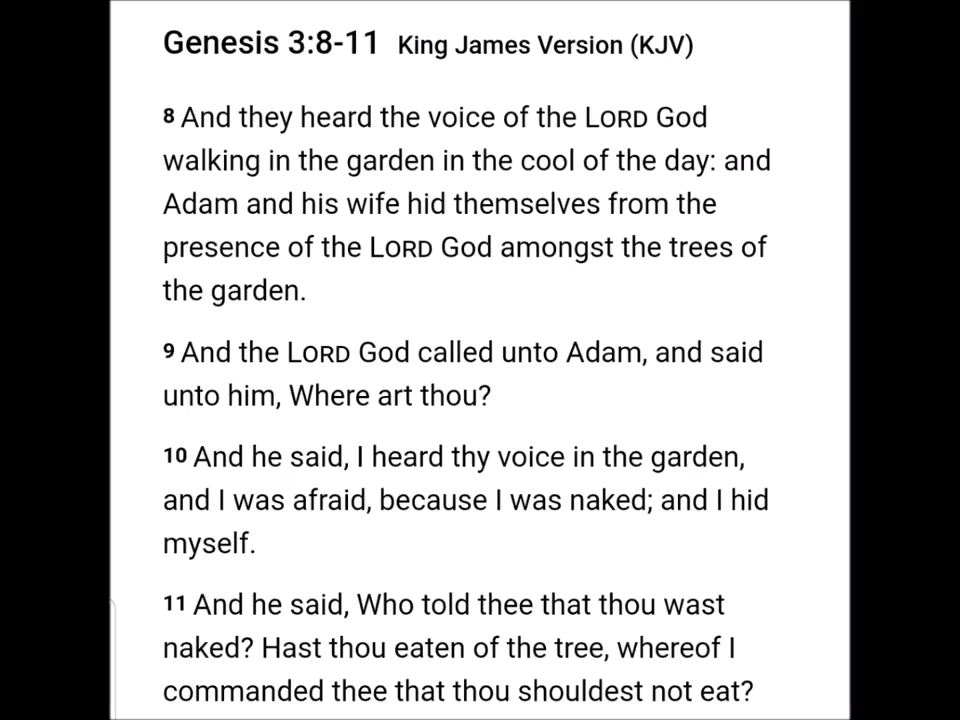 Genesis 3:8-11 King James Version (KJV)
8 And they heard the voice of the LORD God
walking in the garden in the cool of the day: and
Adam and his wife hid themselves from the
presence of the LORD God amongst the trees of
the garden.
9 And the LORD God called unto Adam, and said
unto him, Where art thou?
10 And he said, I heard thy voice in the garden,
and I was afraid, because I was naked; and I hid
myself.
11 And he said, Who told thee that thou wast
naked? Hast thou eaten of the tree, whereof I
commanded thee that thou shouldest not eat?